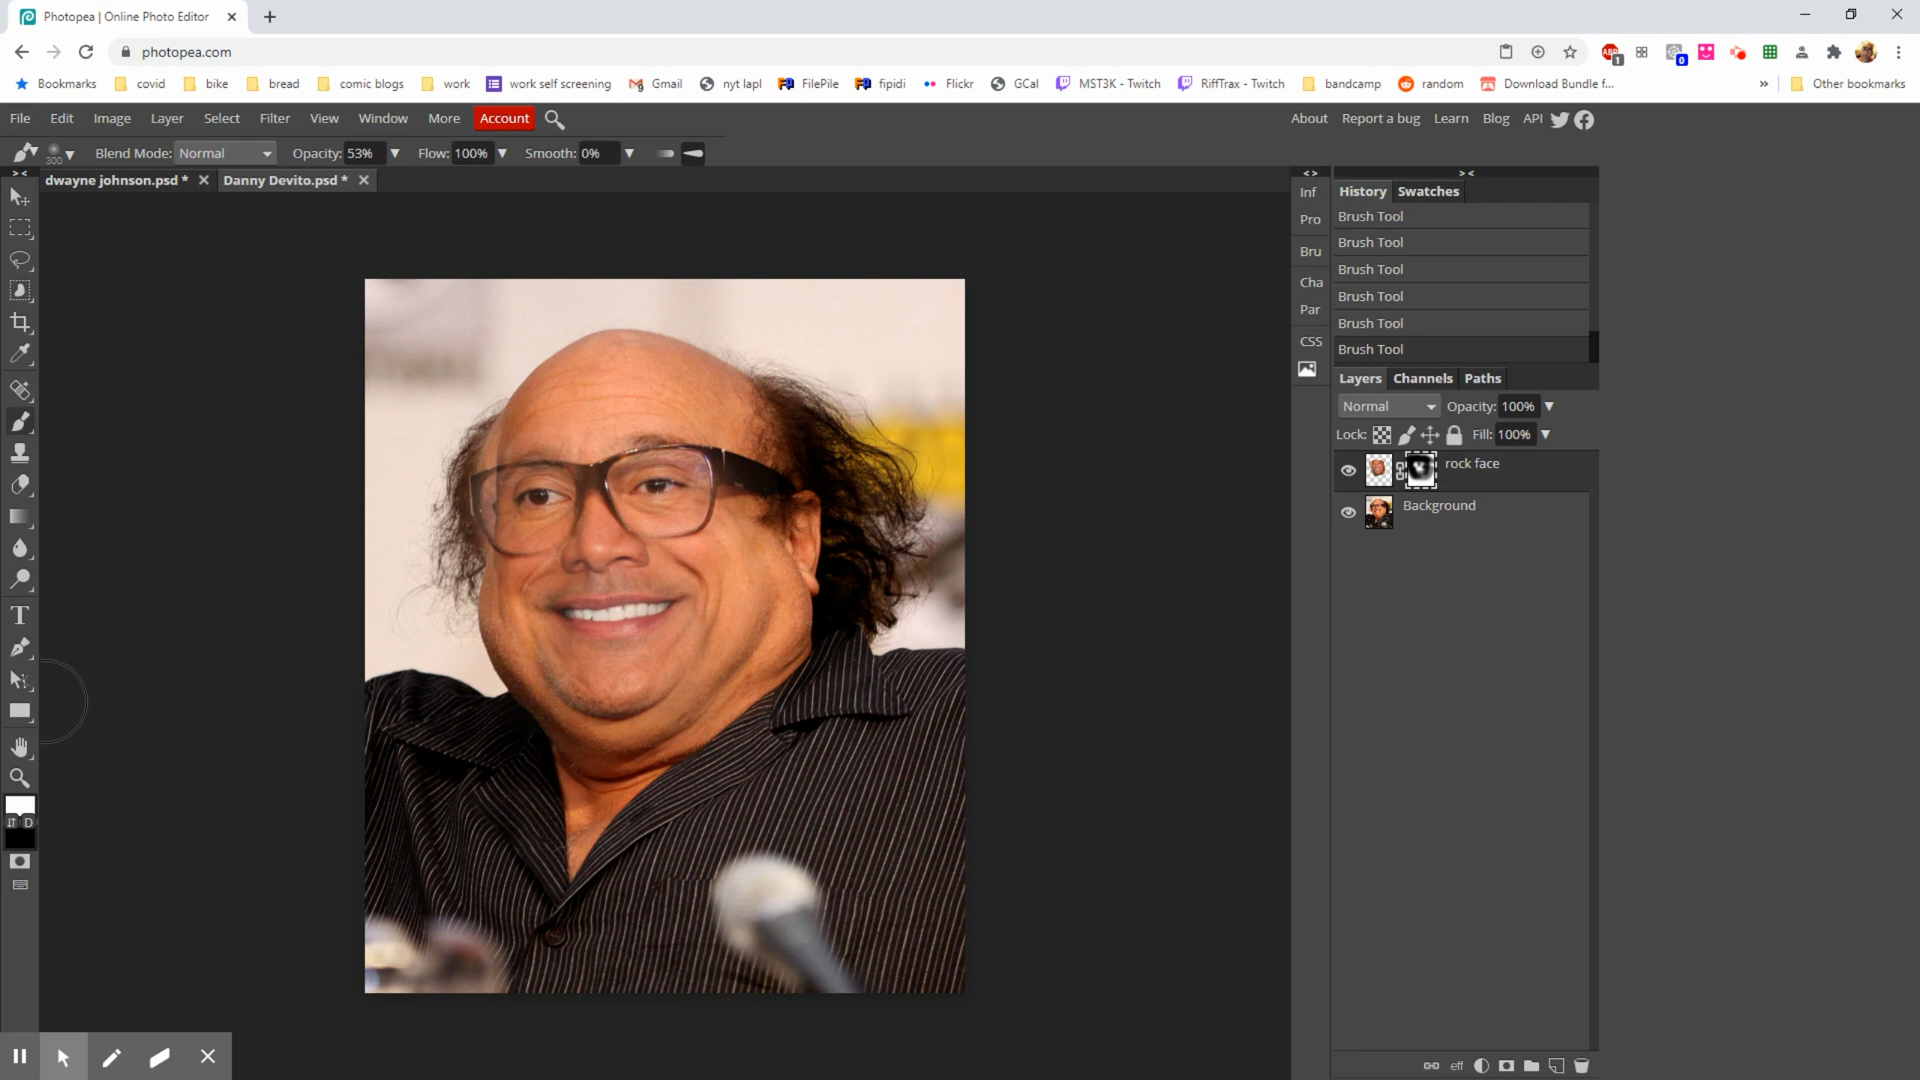 Photopea | Online Photo Editor
photopea.com
Bookmarks covid bike bread comic blogs work work self screening Gmail nyt lapl FilePile fipidi Flickr GCal MST3K - Twitch RiffTrax - Twitch bandcamp random Download Bundle f... » Other bookmarks
File Edit Image Layer Select Filter View Window More Account About Report a bug Learn Blog API
300 Blend Mode: Normal Opacity: 53% Flow: 100% Smooth: 0%
dwayne johnson.psd * Danny Devito.psd *
Inf
Pro
Bru
Cha
Par
CSS
History Swatches
Brush Tool
Brush Tool
Brush Tool
Brush Tool
Brush Tool
Brush Tool
Layers Channels Paths
Normal Opacity: 100%
Lock: Fill: 100%
rock face
Background
D
eff
ABP
1
0